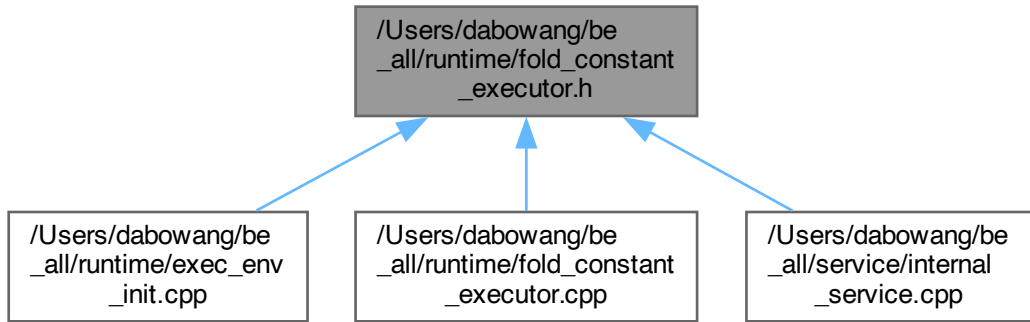 /Users/dabowang/be
_all/runtime/fold_constant
_executor.h
/Users/dabowang/be
_all/runtime/exec_env
_init.cpp
/Users/dabowang/be
_all/runtime/fold_constant
_executor.cpp
/Users/dabowang/be
_all/service/internal
_service.cpp